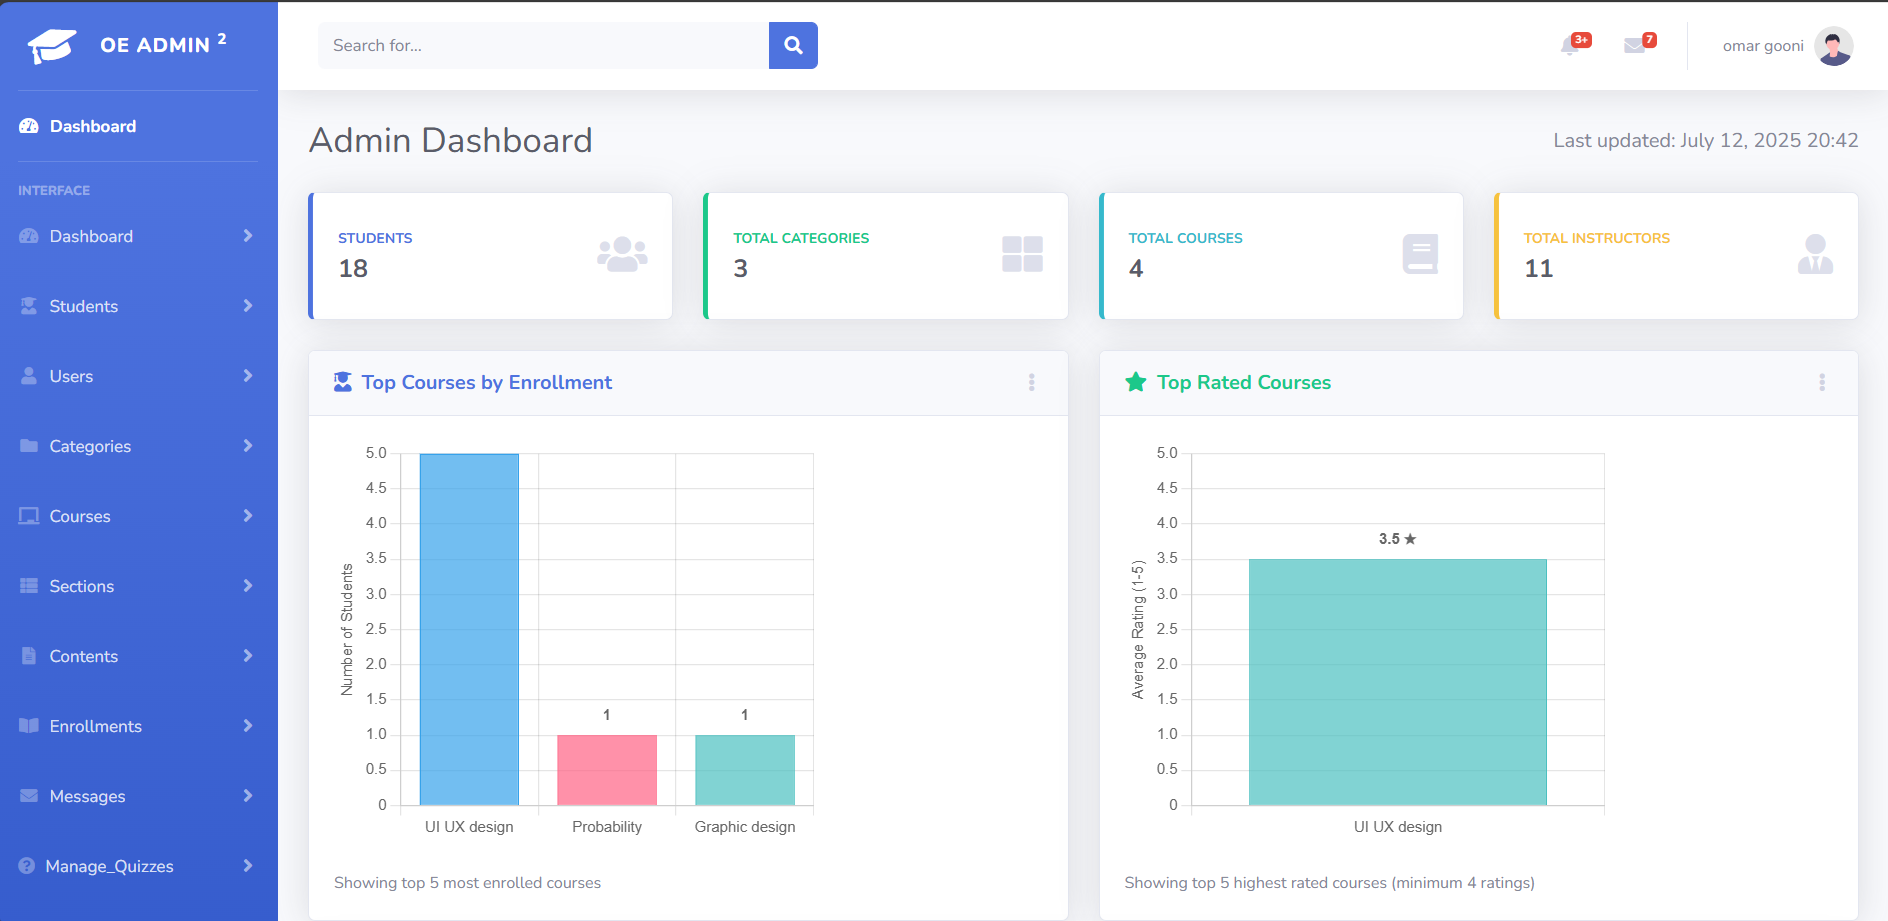 OE ADMIN 2
Search for...
3+
7
omar gooni
Dashboard
INTERFACE
Dashboard
Students
Users
Categories
Courses
Sections
Contents
Enrollments
Messages
Manage_Quizzes
Admin Dashboard
Last updated: July 12, 2025 20:42
STUDENTS
18
TOTAL CATEGORIES
3
TOTAL COURSES
4
TOTAL INSTRUCTORS
11
Top Courses by Enrollment
Number of Students
5.0
4.5
4.0
3.5
3.0
2.5
2.0
1.5
1.0
0.5
0
1
1
UI UX design
Probability
Graphic design
Showing top 5 most enrolled courses
Top Rated Courses
Average Rating (1-5)
5.0
4.5
4.0
3.5
3.0
2.5
2.0
1.5
1.0
0.5
0
3.5 ★
UI UX design
Showing top 5 highest rated courses (minimum 4 ratings)